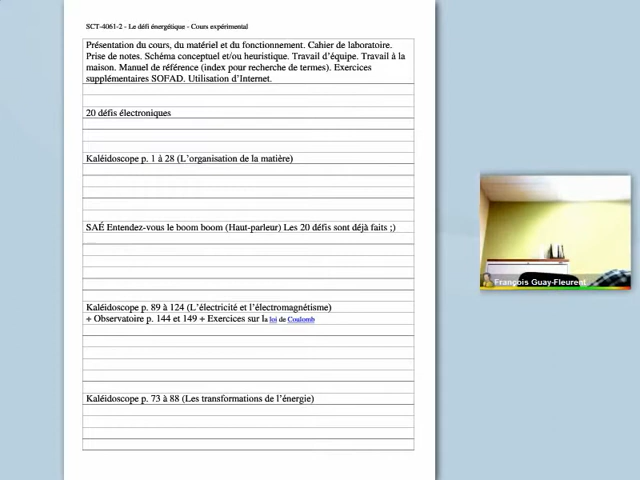 SCT-4061-2 - Le défi énergétique - Cours expérimental
Présentation du cours, du matériel et du fonctionnement. Cahier de laboratoire.
Prise de notes. Schéma conceptuel et/ou heuristique. Travail d'équipe. Travail à la
maison. Manuel de référence (index pour recherche de termes). Exercices
supplémentaires SOFAD. Utilisation d'Internet.
20 défis électroniques
Kaléidoscope p. 1 à 28 (L'organisation de la matière)
SAÉ Entendez-vous le boom boom (Haut-parleur) Les 20 défis sont déjà faits ;)
Kaléidoscope p. 89 à 124 (L'électricité et l'électromagnétisme)
+ Observatoire p. 144 et 149 + Exercices sur la loi de Coulomb
Kaléidoscope p. 73 à 88 (Les transformations de l'énergie)
François Guay-Fleurent